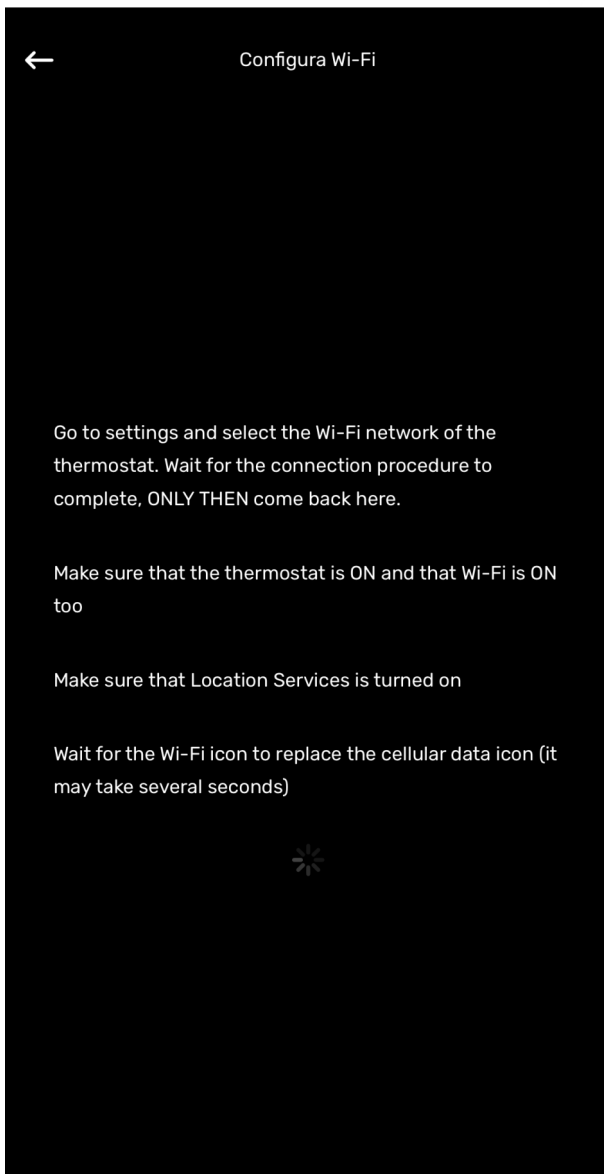 Configura Wi-Fi
Go to settings and select the Wi-Fi network of the
thermostat. Wait for the connection procedure to
complete, ONLY THEN come back here.
Make sure that the thermostat is ON and that Wi-Fi is ON
too
Make sure that Location Services is turned on
Wait for the Wi-Fi icon to replace the cellular data icon (it
may take several seconds)